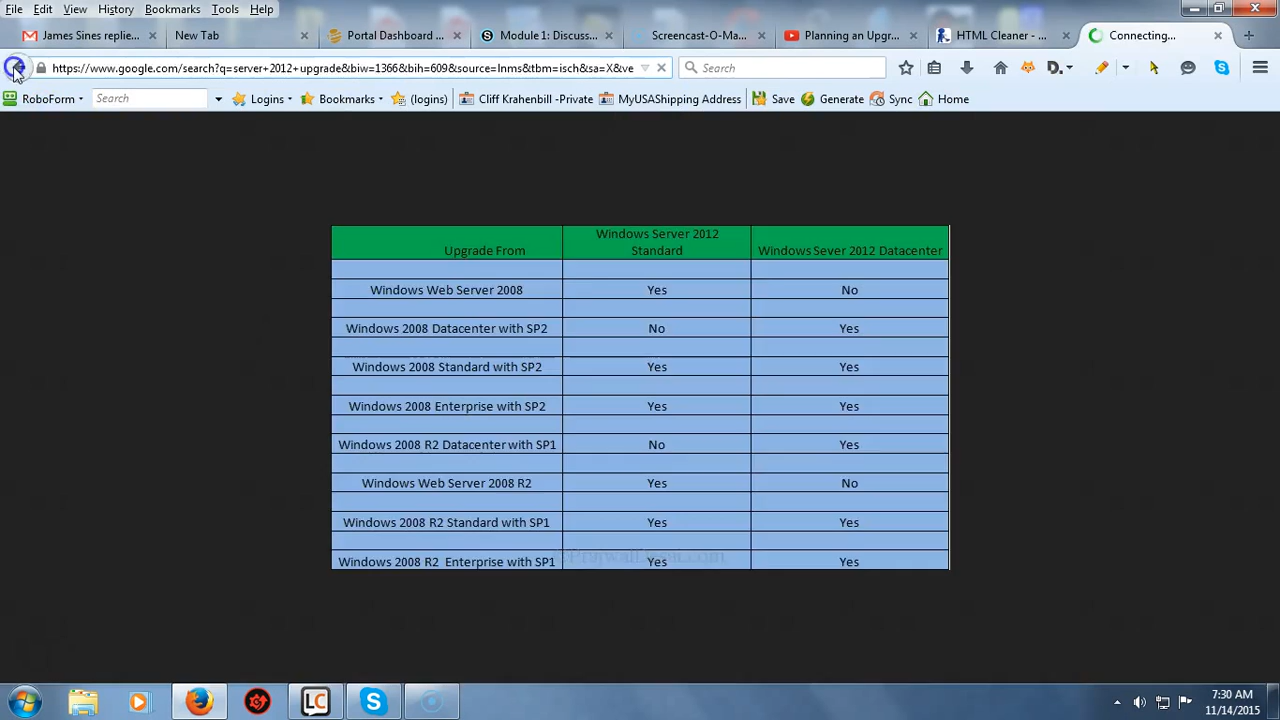 File Edit View History Bookmarks Tools Help
James Sines replie... New Tab Portal Dashboard ... Module 1: Discuss... Screencast-O-Ma... Planning an Upgr... HTML Cleaner - ... Connecting...
https://www.google.com/search?q=server+2012+upgrade&biw=1366&bih=609&source=lnms&tbm=isch&sa=X&ve Search
RoboForm Search Logins Bookmarks (logins) Cliff Krahenbill -Private MyUSAShipping Address Save Generate Sync Home
Upgrade From Windows Server 2012 Standard Windows Sever 2012 Datacenter
Windows Web Server 2008 Yes No
Windows 2008 Datacenter with SP2 No Yes
Windows 2008 Standard with SP2 Yes Yes
Windows 2008 Enterprise with SP2 Yes Yes
Windows 2008 R2 Datacenter with SP1 No Yes
Windows Web Server 2008 R2 Yes No
Windows 2008 R2 Standard with SP1 Yes Yes
Windows 2008 R2 Enterprise with SP1 Yes Yes
LC
7:30 AM
11/14/2015